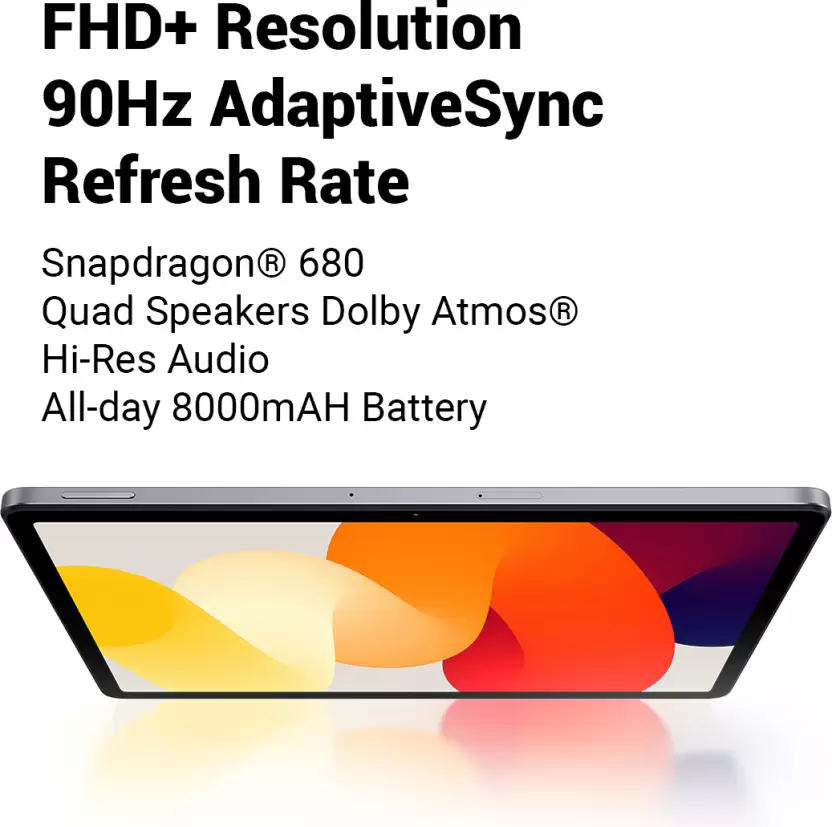 FHD+ Resolution
90Hz AdaptiveSync
Refresh Rate
Snapdragon® 680
Quad Speakers Dolby Atmos®
Hi-Res Audio
All-day 8000mAH Battery